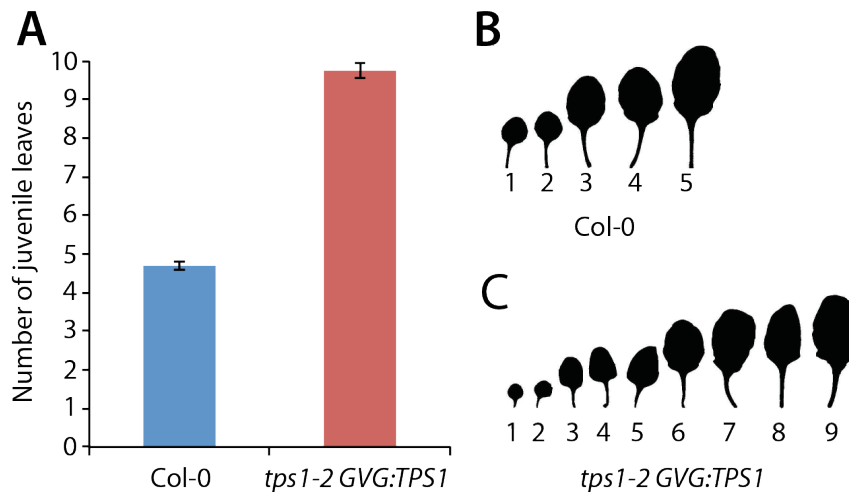 A
Number of juvenile leaves
10
9
8
7
6
5
4
3
2
1
0
Col-0
tps1-2 GVG:TPS1
B
1 2 3 4 5
Col-0
C
1 2 3 4 5 6 7 8 9
tps1-2 GVG:TPS1